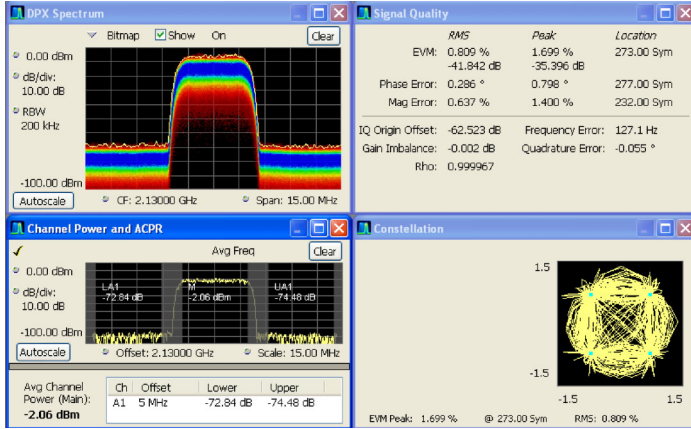 DPX Spectrum
Bitmap Show On Clear
0.00 dBm
dB/div:
10.00 dB
RBW
200 kHz
-100.00 dBm
Autoscale CF: 2.13000 GHz Span: 15.00 MHz
Signal Quality
RMS Peak Location
EVM: 0.809 % 1.699 % 273.00 Sym
-41.842 dB -35.396 dB
Phase Error: 0.286 ° 0.798 ° 277.00 Sym
Mag Error: 0.637 % 1.400 % 232.00 Sym
IQ Origin Offset: -62.523 dB Frequency Error: 127.1 Hz
Gain Imbalance: -0.002 dB Quadrature Error: -0.055 °
Rho: 0.999967
Channel Power and ACPR
Avg Freq Clear
0.00 dBm
dB/div:
10.00 dB
-100.00 dBm
LA1 M UA1
-72.84 dB -2.06 dBm -74.48 dB
Autoscale Offset: 2.13000 GHz Scale: 15.00 MHz
Avg Channel
Power (Main):
-2.06 dBm
Ch Offset Lower Upper
A1 5 MHz -72.84 dB -74.48 dB
Constellation
1.5
-1.5
-1.5 1.5
EVM Peak: 1.699 % @ 273.00 Sym RMS: 0.809 %